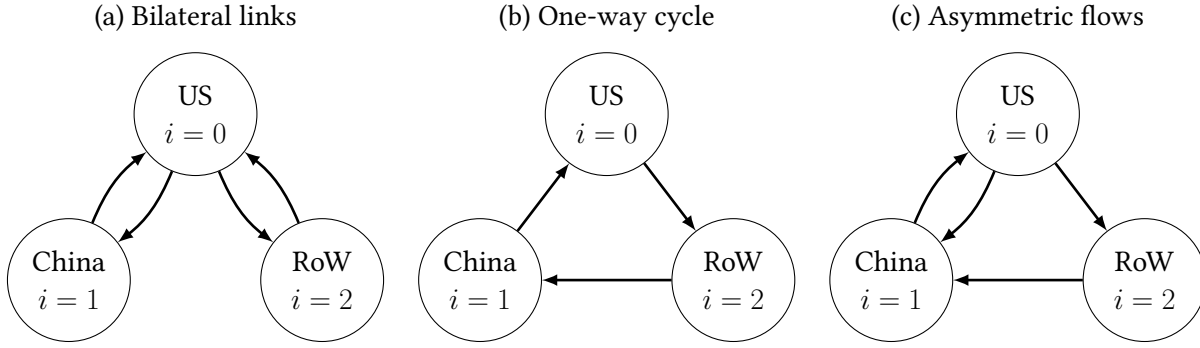 (a) Bilateral links
US
i = 0
China
i = 1
RoW
i = 2
(b) One-way cycle
US
i = 0
China
i = 1
RoW
i = 2
(c) Asymmetric flows
US
i = 0
China
i = 1
RoW
i = 2